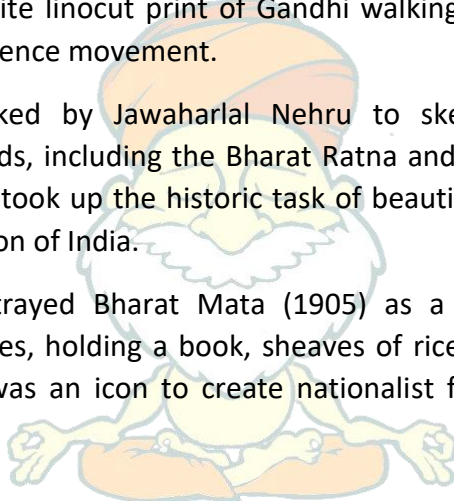 ite linocut print of Gandhi walking
ence movement.
ked by Jawaharlal Nehru to ske
ds, including the Bharat Ratna and
took up the historic task of beauti
on of India.
trayed Bharat Mata (1905) as a
es, holding a book, sheaves of rice
was an icon to create nationalist f